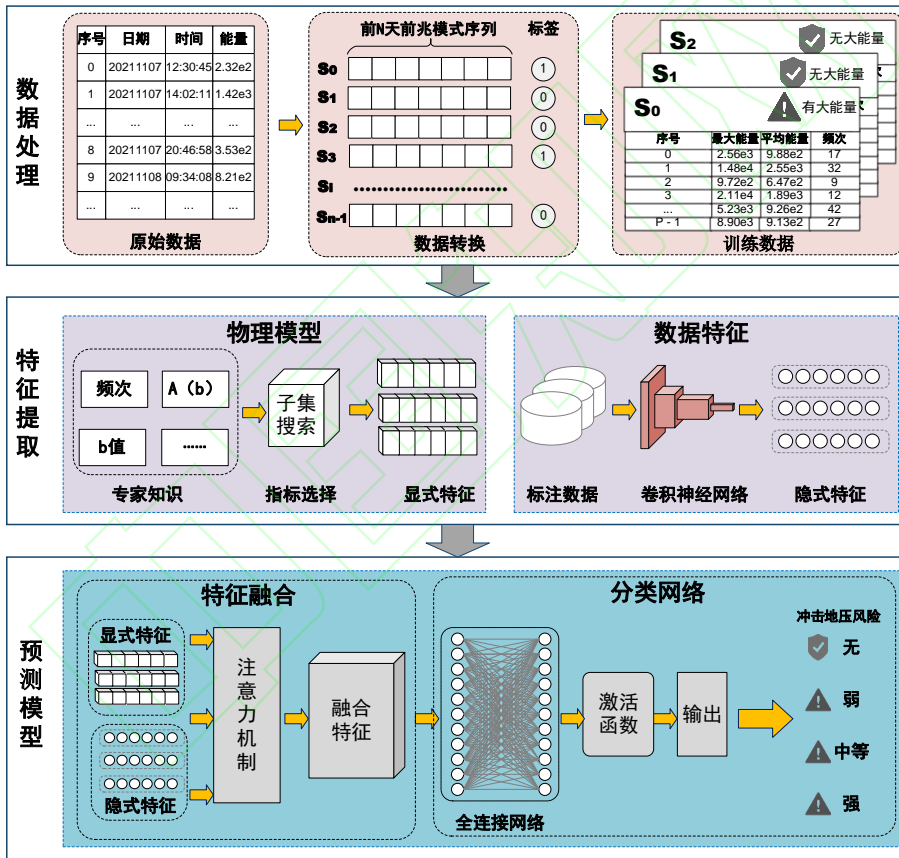 数据处理
序号 日期 时间 能量
0 20211107 12:30:45 2.32e2
1 20211107 14:02:11 1.42e3
... ... ... ...
8 20211107 20:46:58 3.53e2
9 20211108 09:34:08 8.21e2
... ... ... ...
原始数据
前N天前兆模式序列 标签
S0 1
S1 0
S2 0
S3 1
Si
Sn-1 0
数据转换
S2 无大能量
S1 无大能量
S0 有大能量
序号 最大能量 平均能量 频次
0 2.56e3 9.88e2 17
1 1.48e4 2.55e3 32
2 9.72e2 6.47e2 9
3 2.11e4 1.89e3 12
... 5.23e3 9.26e2 42
P - 1 8.90e3 9.13e2 27
训练数据
特征提取
物理模型
频次 A（b）
b值 ······
子集
搜索
专家知识 指标选择 显式特征
数据特征
标注数据 卷积神经网络 隐式特征
预测模型
特征融合
显式特征
隐式特征
注意力机制
融合
特征
分类网络
全连接网络
激活
函数
输出
冲击地压风险
无
弱
中等
强